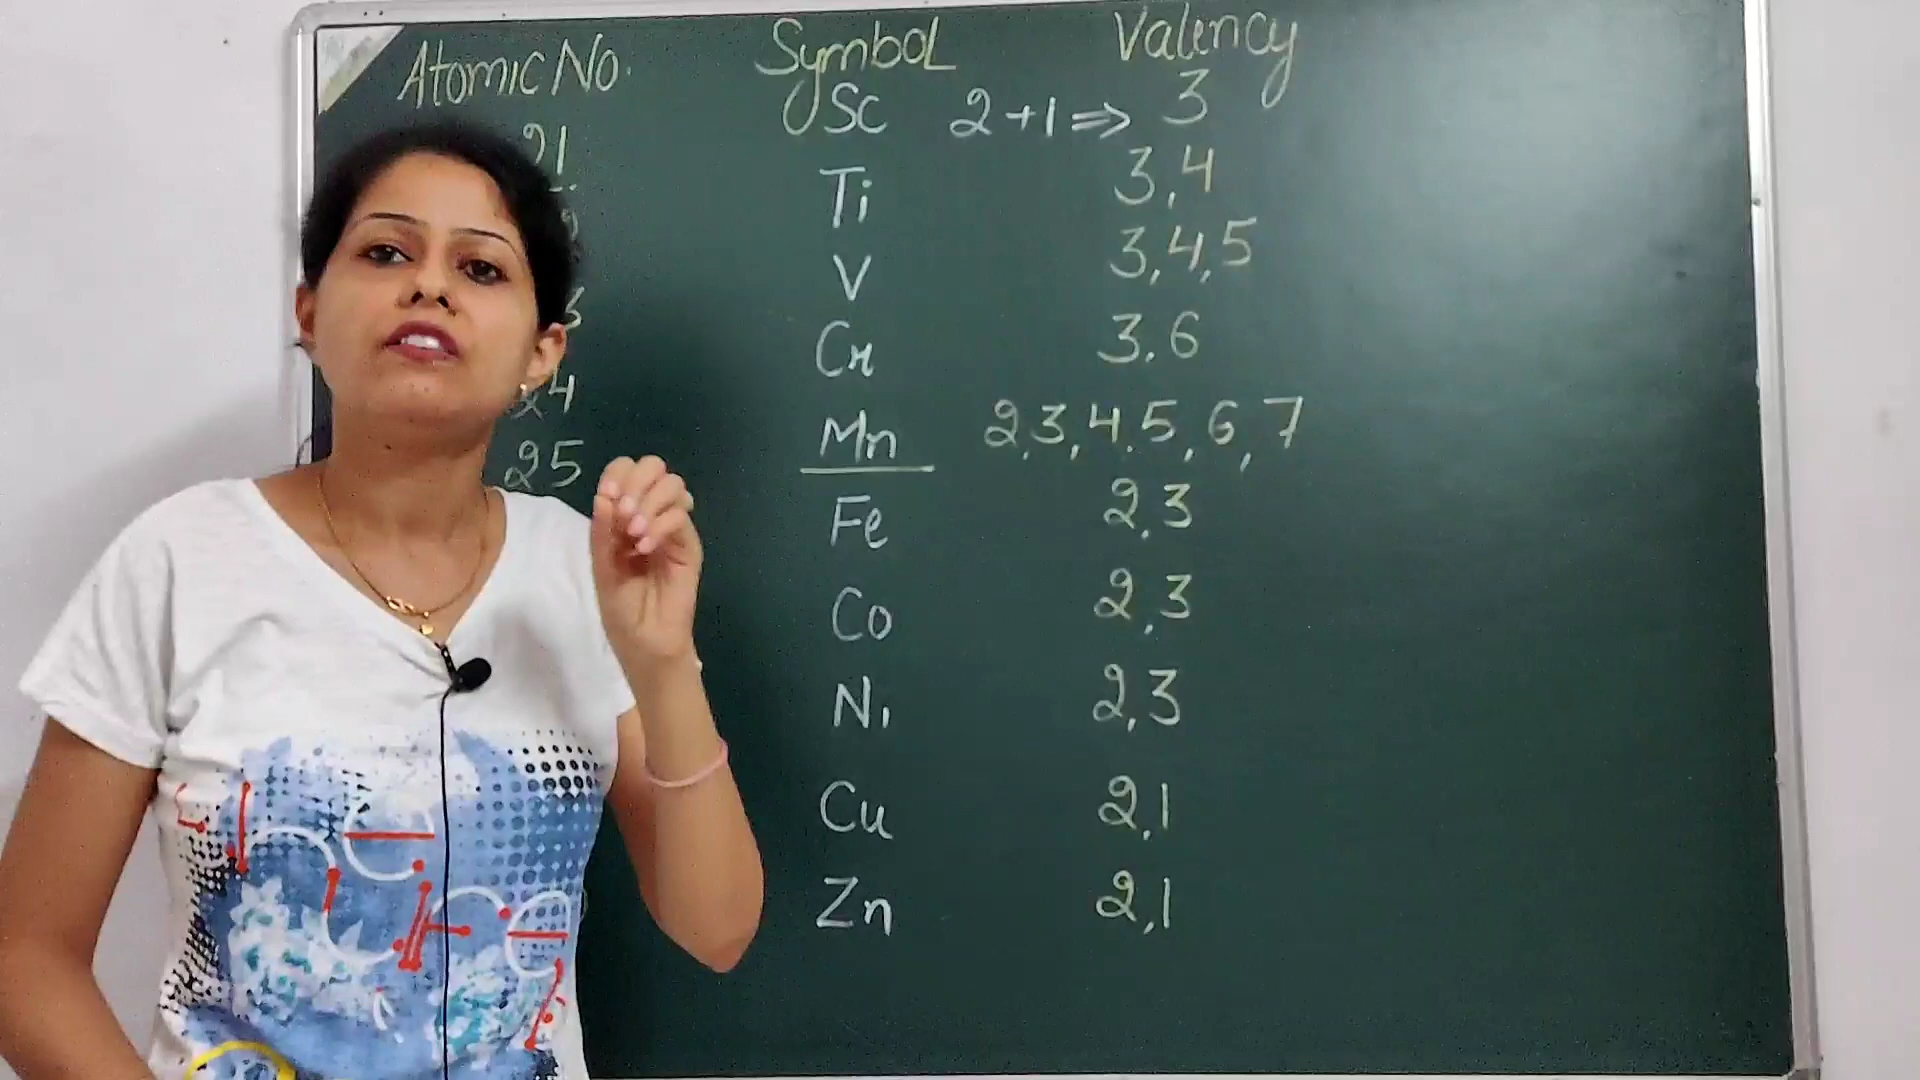 Atomic No. Symbol Valency
21 Sc 2+1⇒ 3
Ti 3,4
V 3,4,5
Cr 3.6
24
Mn 2,3,4.5,6,7
25
Fe 2.3
Co 2,3
Ni 2,3
Cu 2,1
Zn 2,1